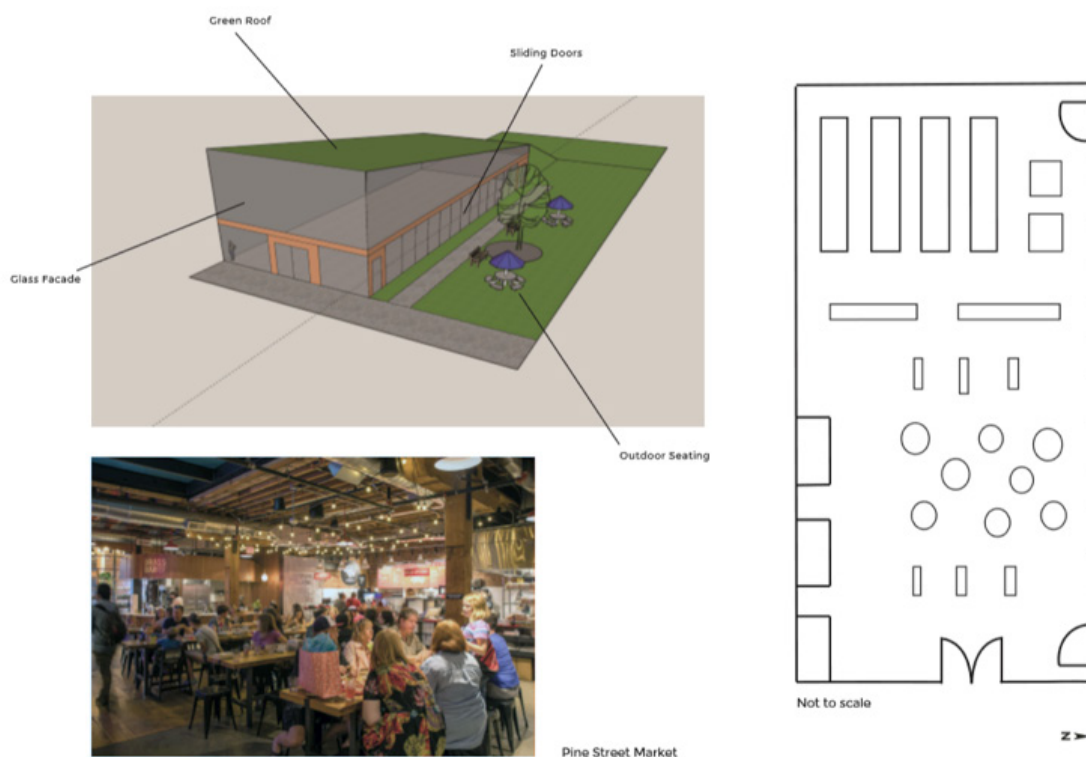 Green Roof
Sliding Doors
Glass Facade
Outdoor Seating
Not to scale
Z
Pine Street Market